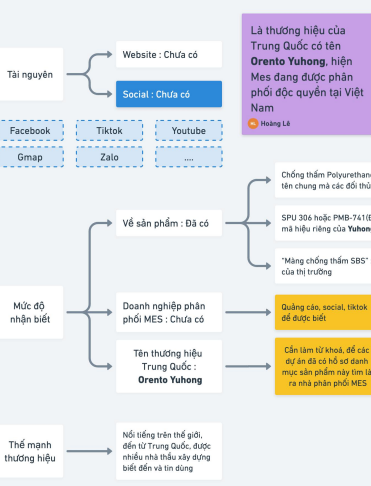 Là thương hiệu của
Trung Quốc có tên
Orento Yuhong, hiện
Mes đang được phân
phối độc quyền tại Việt
Nam
HL Hoàng Lê
Tài nguyên
Website : Chưa có
Social : Chưa có
Facebook
Tiktok
Youtube
Gmap
Zalo
....
Mức độ
nhận biết
Về sản phẩm : Đã có
Chống thấm Polyurethane
tên chung mà các đối thủ
SPU 306 hoặc PMB-741(
mã hiệu riêng của Yuhong
"Màng chống thấm SBS"
của thị trường
Doanh nghiệp phân
phối MES : Chưa có
Quảng cáo, social, tiktok
để được biết
Tên thương hiệu
Trung Quốc :
Orento Yuhong
Cần làm từ khoá, để các
dự án đã có hồ sơ danh
mục sản phẩm này tìm là
ra nhà phân phối MES
Thế mạnh
thương hiệu
Nổi tiếng trên thế giới,
đến từ Trung Quốc, được
nhiều nhà thầu xây dựng
biết đến và tin dùng